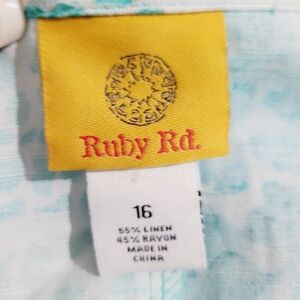 Ruby Rd.
16
55% LINEN
45% RAYON
MADE IN
CHINA